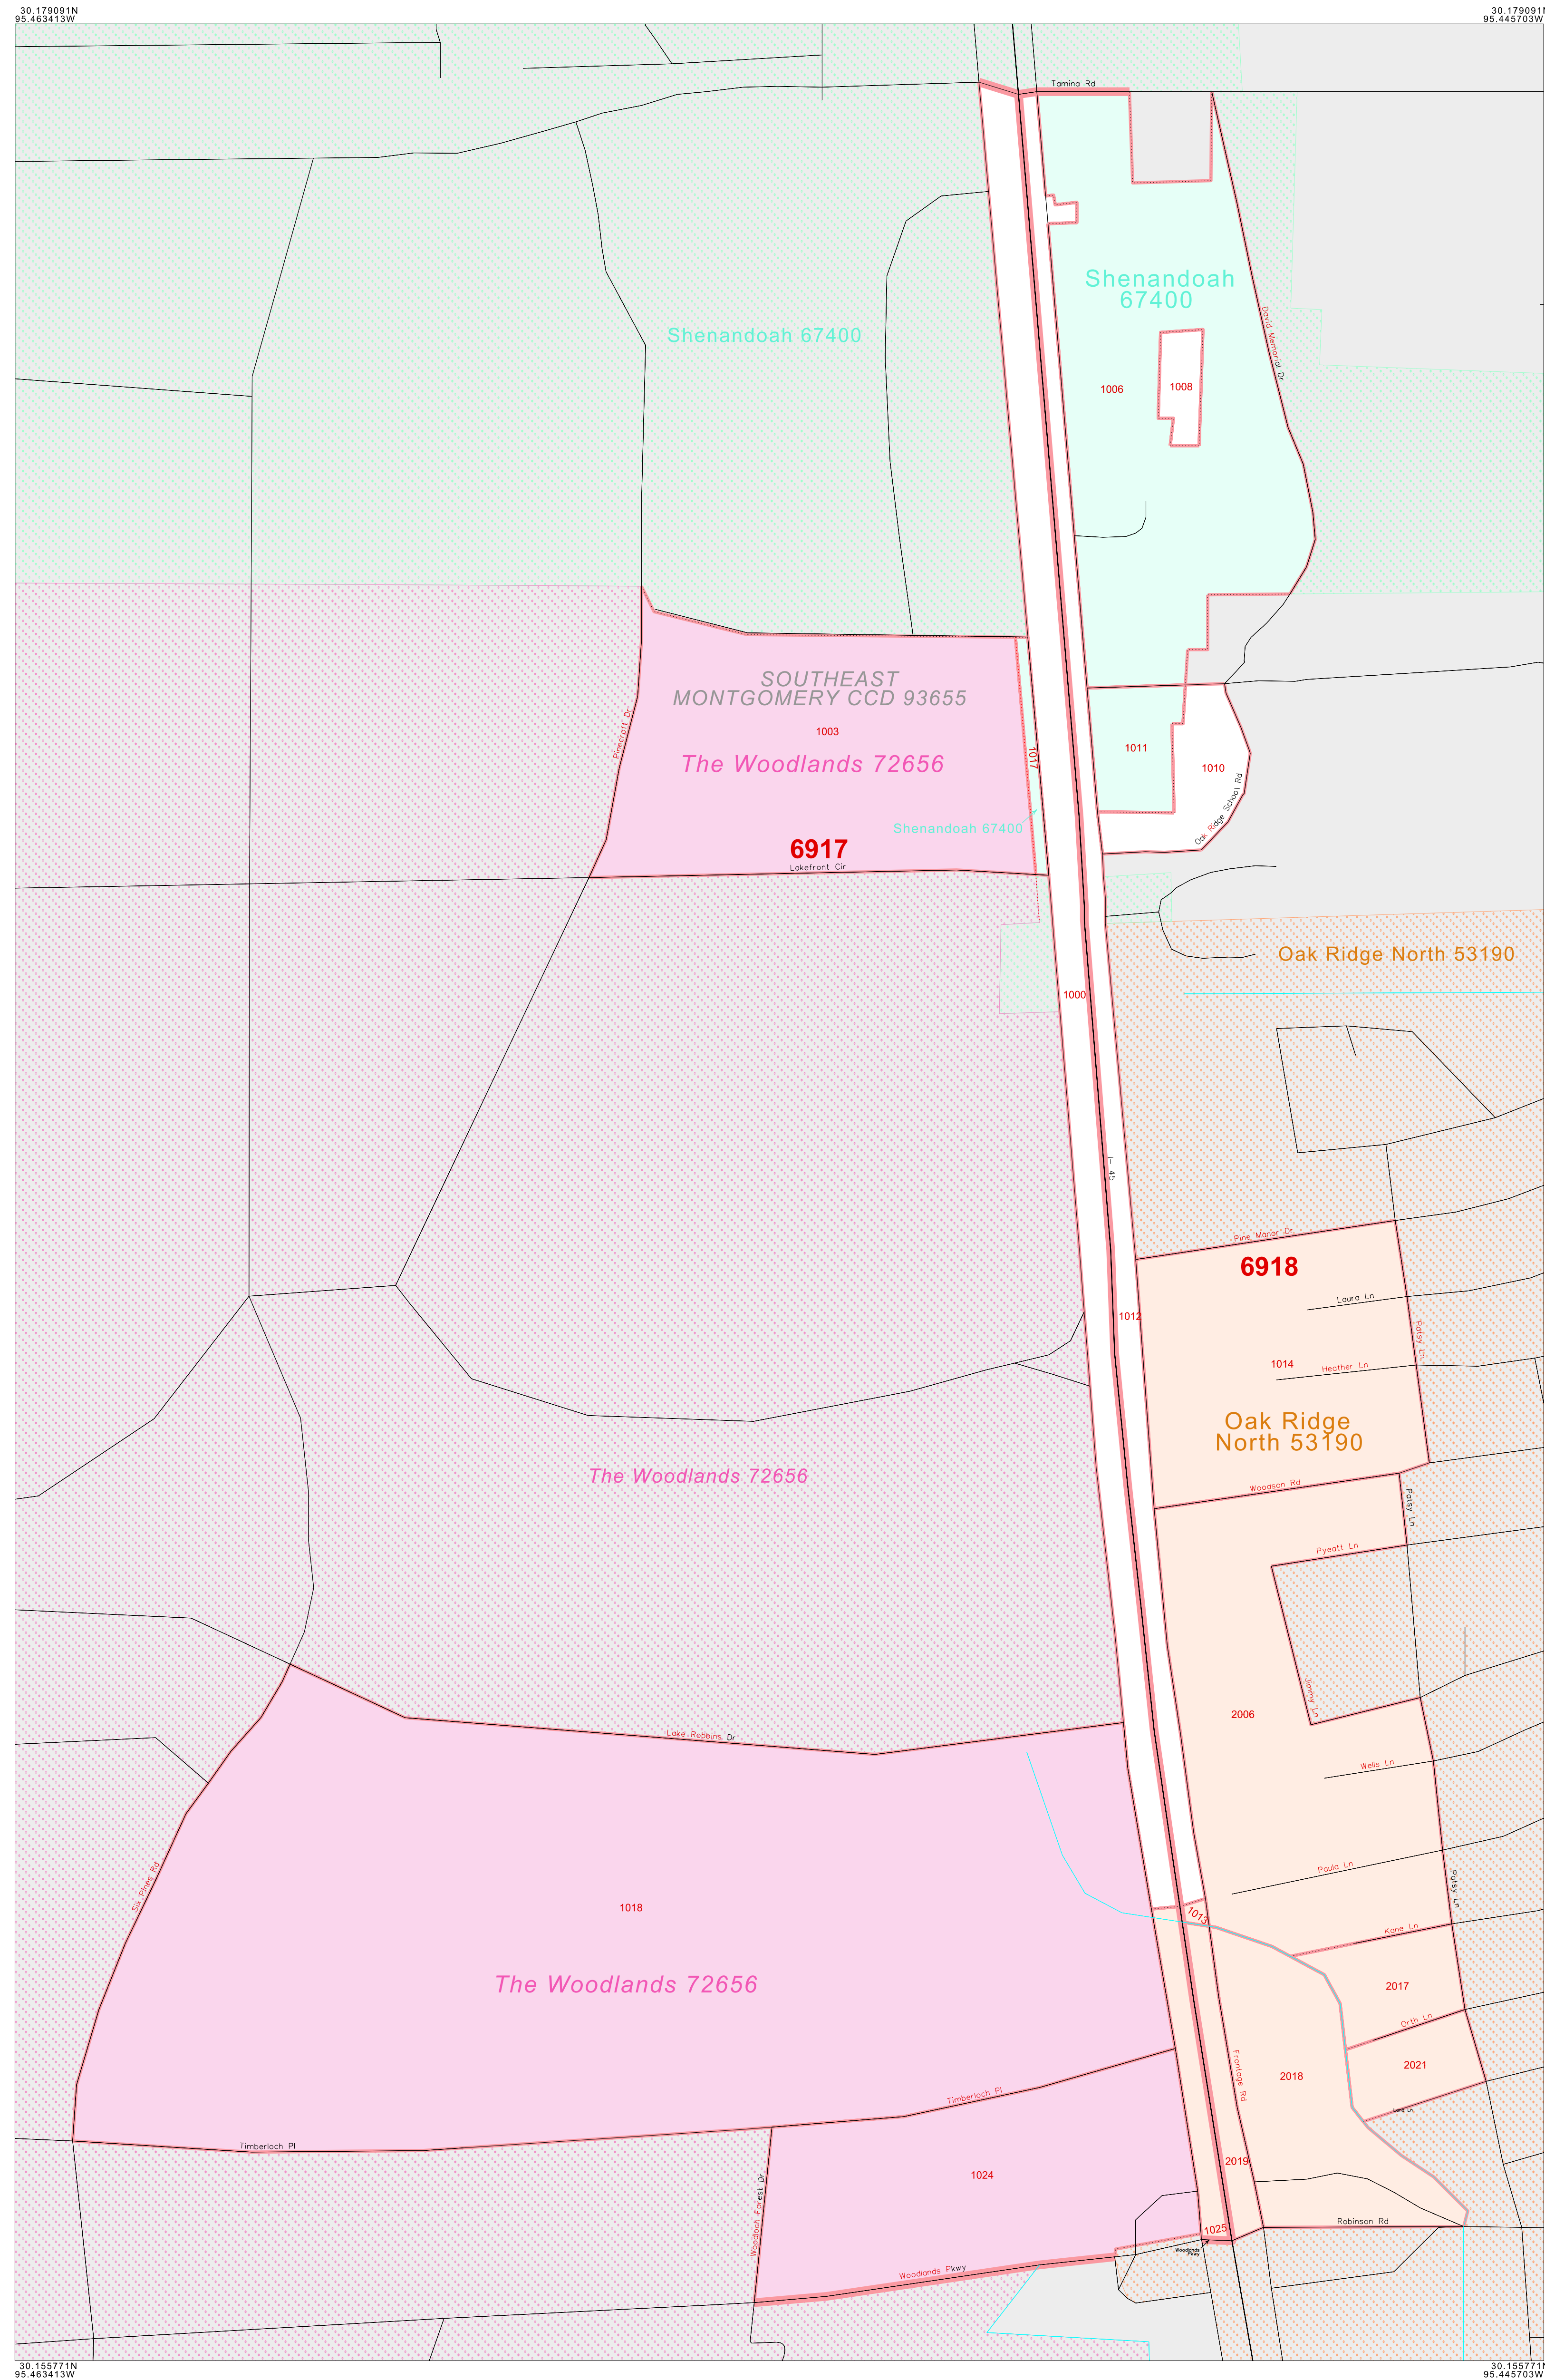 30.179091N
95.463413W
30.179091N
95.445703W
Tamina Rd
Shenandoah
67400
Shenandoah 67400
David Memorial Dr
1006
1008
SOUTHEAST
MONTGOMERY CCD 93655
1003
The Woodlands 72656
Pinecroft Dr
1017
1011
1010
Oak Ridge School Rd
Shenandoah 67400
6917
Lakefront Cir
Oak Ridge North 53190
1000
I- 45
Pine Manor Dr
6918
Laura Ln
1012
Patsy Ln
1014
Heather Ln
Oak Ridge
North 53190
The Woodlands 72656
Woodson Rd
Patsy Ln
Pyeatt Ln
Jimmy Ln
2006
Lake Robbins Dr
Wells Ln
Six Pines Rd
Paula Ln
Patsy Ln
1018
1013
Kane Ln
The Woodlands 72656
2017
Orth Ln
Frontage Rd
2021
2018
Timberloch Pl
Lane Ln
Timberloch Pl
2019
1024
Woodloch Forest Dr
Robinson Rd
1025
Woodlands
Pkwy
Woodlands Pkwy
30.155771N
95.463413W
30.155771N
95.445703W